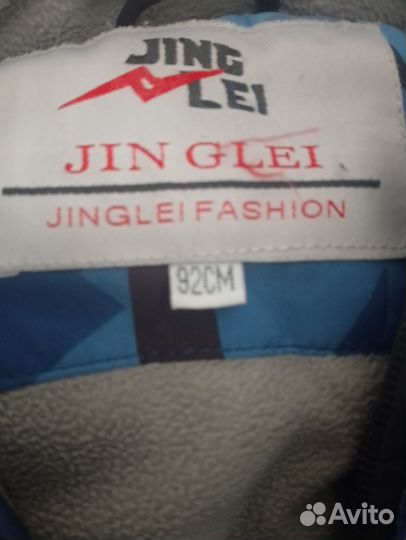 JING
LEI
JIN GLEI
JINGLEI FASHION
92CM
Avito